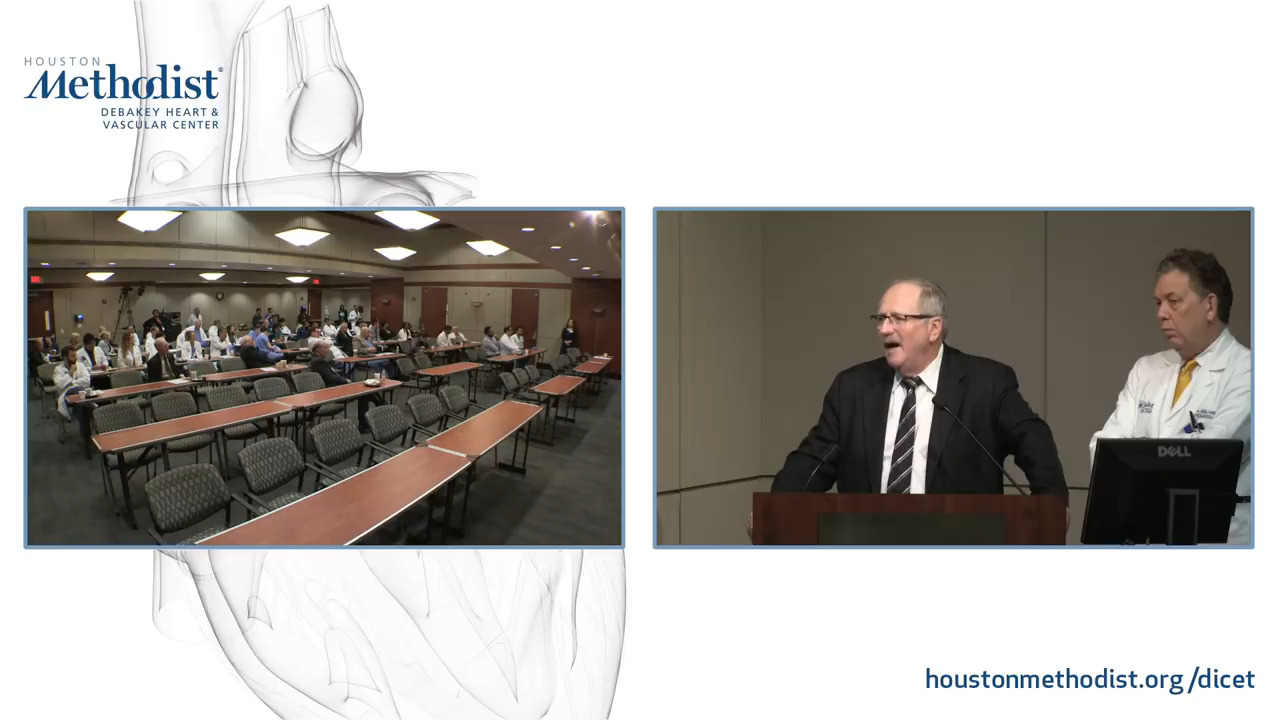 HOUSTON
Methodist®
DEBAKEY HEART &
VASCULAR CENTER
DELL
houstonmethodist.org/dicet